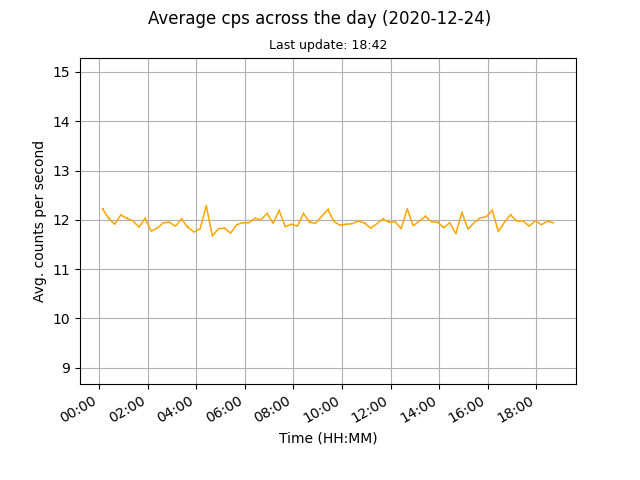 Average cps across the day (2020-12-24)
Last update: 18:42
15
14
13
12
11
10
9
Avg. counts per second
00:00 02:00 04:00 06:00 08:00 10:00 12:00 14:00 16:00 18:00
Time (HH:MM)